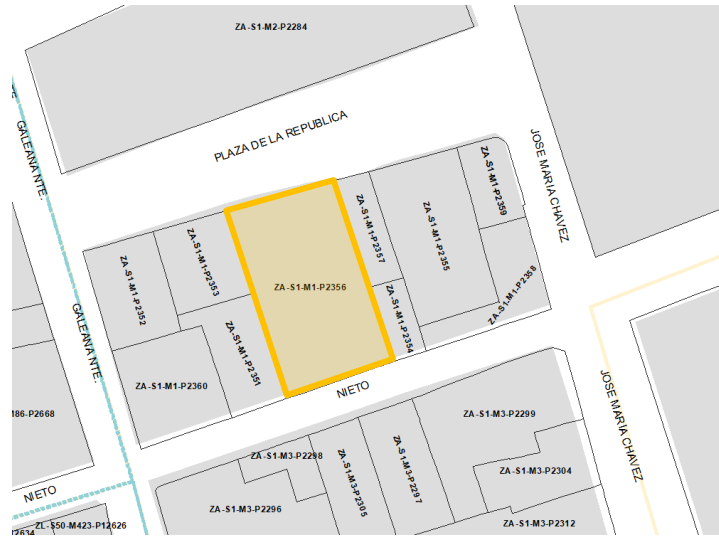 ZA-S1-M2-P2284
PLAZA DE LA REPUBLICA
GALEANA NTE.
JOSE MARIA CHAVEZ
ZA-S1-M1-P2359
ZA-S1-M1-P2357
ZA-S1-M1-P2355
ZA-S1-M1-P2353
ZA-S1-M1-P2352
ZA-S1-M1-P2356
ZA-S1-M1-P2358
ZA-S1-M1-P2354
GALEANA NTE.
ZA-S1-M1-P2351
ZA-S1-M1-P2360
NIETO
JOSE MARIA CHAVEZ
M86-P2668
ZA-S1-M3-P2299
ZA-S1-M3-P2298
ZA-S1-M3-P2305
ZA-S1-M3-P2297
ZA-S1-M3-P2304
NIETO
ZA-S1-M3-P2296
ZL-S50-M423-P12626
12634
ZA-S1-M3-P2312